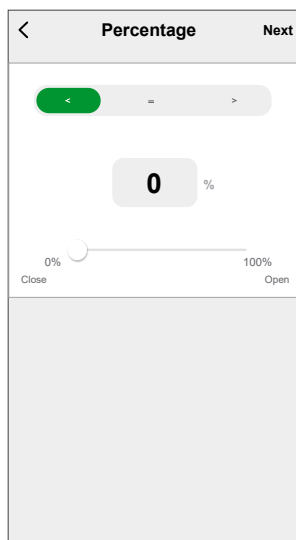 Percentage Next
< = >
0 %
0% 100%
Close Open